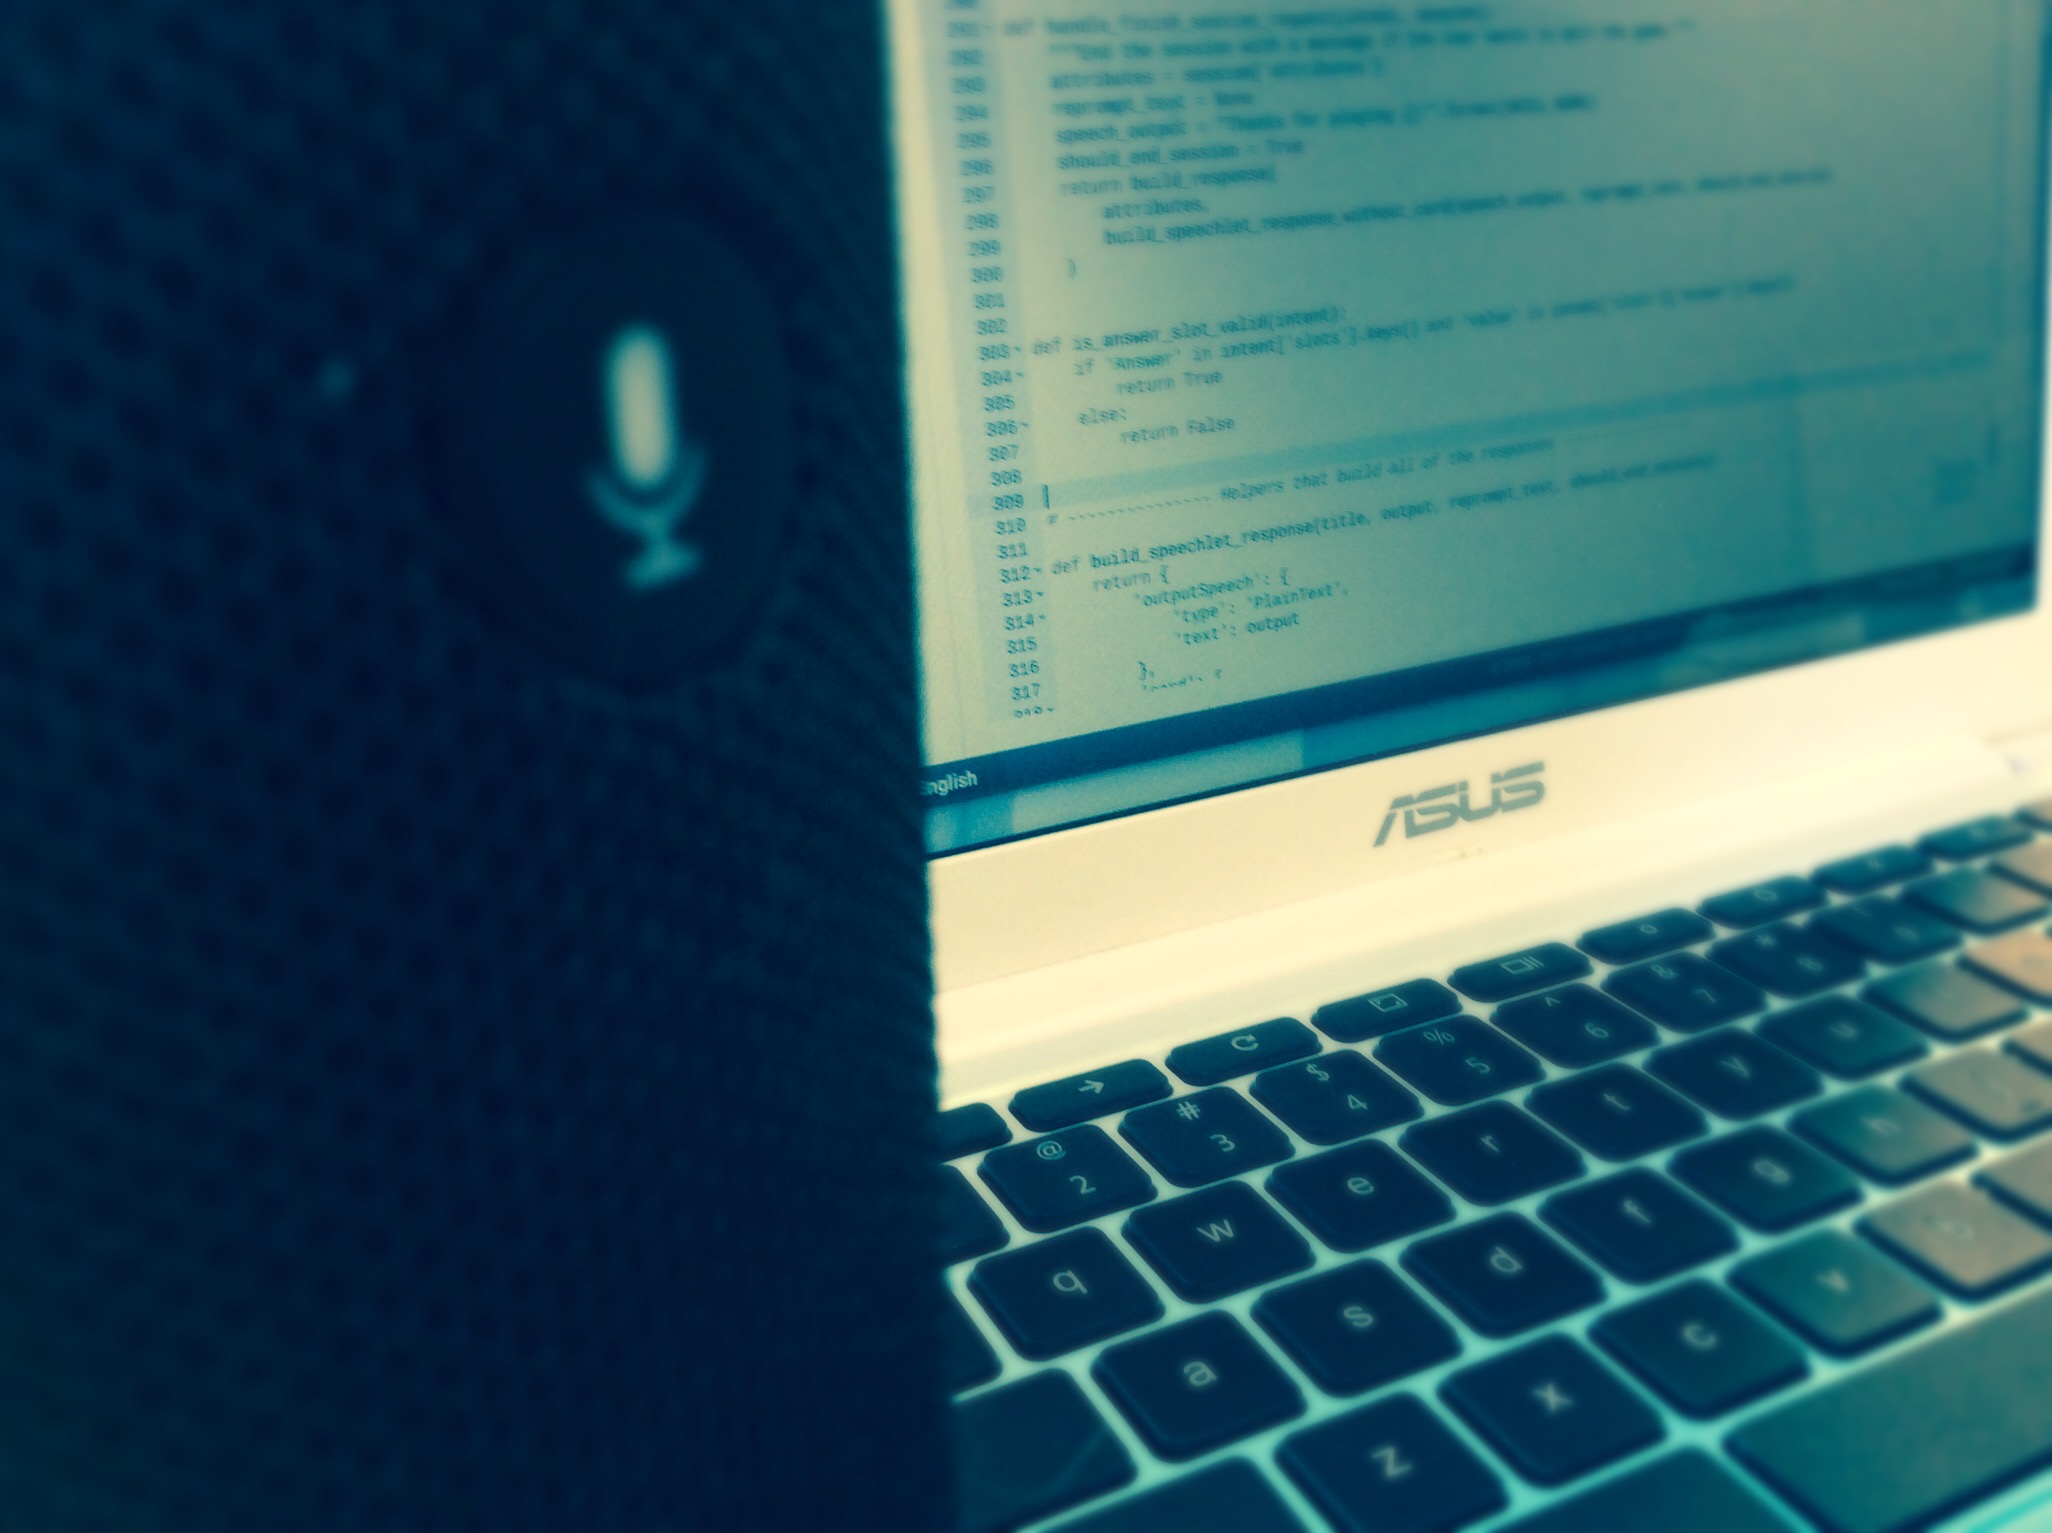 291 def handle_finish_session_request(intent, session):
292 """End the session with a message if the user wants to quit the game."""
293 attributes = session['attributes']
294 reprompt_text = None
295 speech_output = "Thanks for playing {}!".format(
296 should_end_session = True
297 return build_response(
298 attributes,
299 build_speechlet_response_without_card(speech_output, reprompt_text, should_end_session)
300 )
301
302
303 def is_answer_slot_valid(intent):
304 if 'Answer' in intent['slots'].keys() and 'value' in intent['slots']['Answer'].keys()
305 return True
306 else:
307 return False
308
309
310 # --------------- Helpers that build all of the responses
311
312 def build_speechlet_response(title, output, reprompt_text, should_end_session):
313 return {
314 'outputSpeech': {
315 'type': 'PlainText',
316 'text': output
317 },
318 'card': {
nglish
ASUS
@ # $ % ^ & *
2 3 4 5 6 7 8
q w e r t y u
a s d f g h
z x c v b